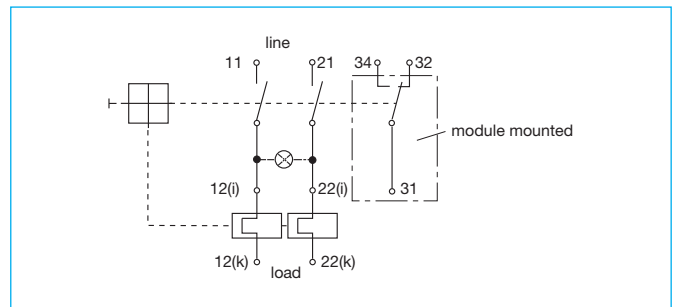 line
11 21 34 32
module mounted
12(i) 22(i) 31
12(k) 22(k)
load